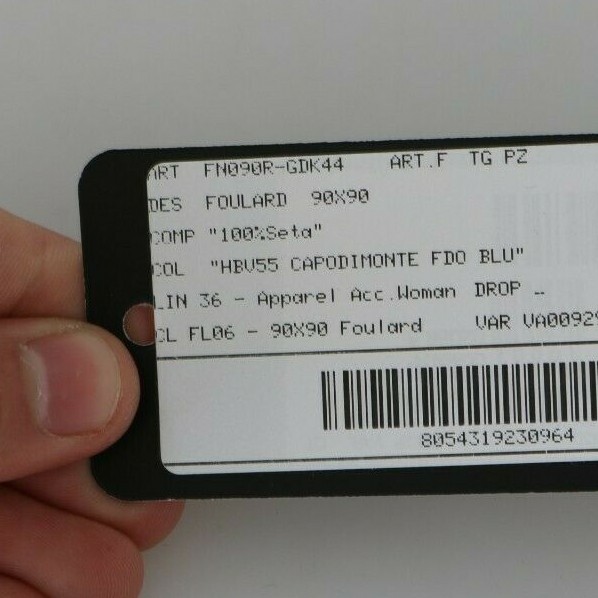 ART FN090R-GDK44 ART.F TG PZ
DES FOULARD 90X90
COMP "100%Seta"
COL "HBV55 CAPODIMONTE FDO BLU"
LIN 36 - Apparel Acc.Woman DROP _
CL FL06 - 90X90 Foulard VAR VA00929
8054319230964